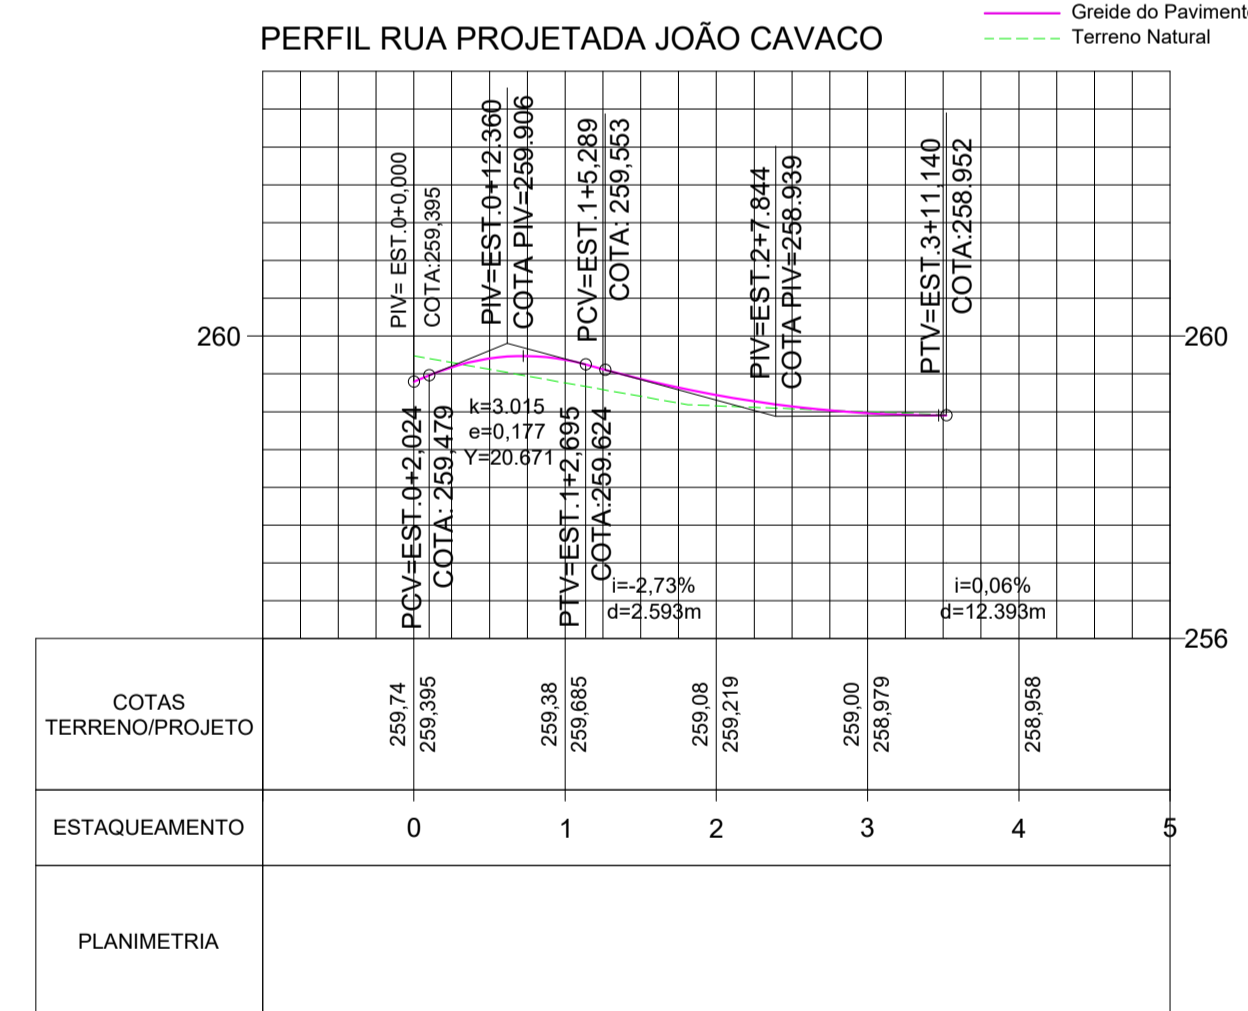 Greide do Paviment
Terreno Natural
PERFIL RUA PROJETADA JOÃO CAVACO
PIV= EST.0+0,000
COTA:259,395
PIV=EST.0+12.360
COTA PIV=259.906
PCV=EST.1+5,289
COTA: 259,553
PIV=EST.2+7.844
COTA PIV=258.939
PTV=EST.3+11,140
COTA:258.952
260
260
PCV=EST.0+2,024
COTA: 259,479
k=3.015
e=0,177
Y=20.671
PTV=EST.1+2,695
COTA:259.624
i=-2,73%
d=2.593m
i=0,06%
d=12.393m
256
COTAS
TERRENO/PROJETO
259,74
259,395
259,38
259,685
259,08
259,219
259,00
258,979
258,958
ESTAQUEAMENTO
0 1 2 3 4 5
PLANIMETRIA